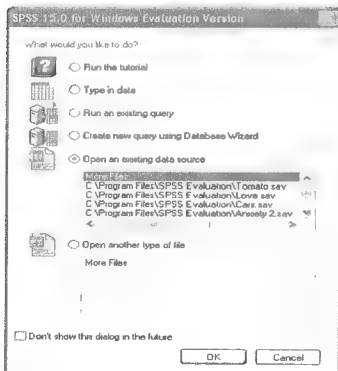 SPSS 15.0 for Windows Evaluation Version
What would you like to do?
Run the tutorial
Type in data
Run an existing query
Create new query using Database Wizard
Open an existing data source
More Files
C:\Program Files\SPSS Evaluation\Tomato.sav
C:\Program Files\SPSS Evaluation\Love.sav
C:\Program Files\SPSS Evaluation\Cars.sav
C:\Program Files\SPSS Evaluation\Anxiety 2.sav
Open another type of file
More Files
Don't show this dialog in the future
OK Cancel